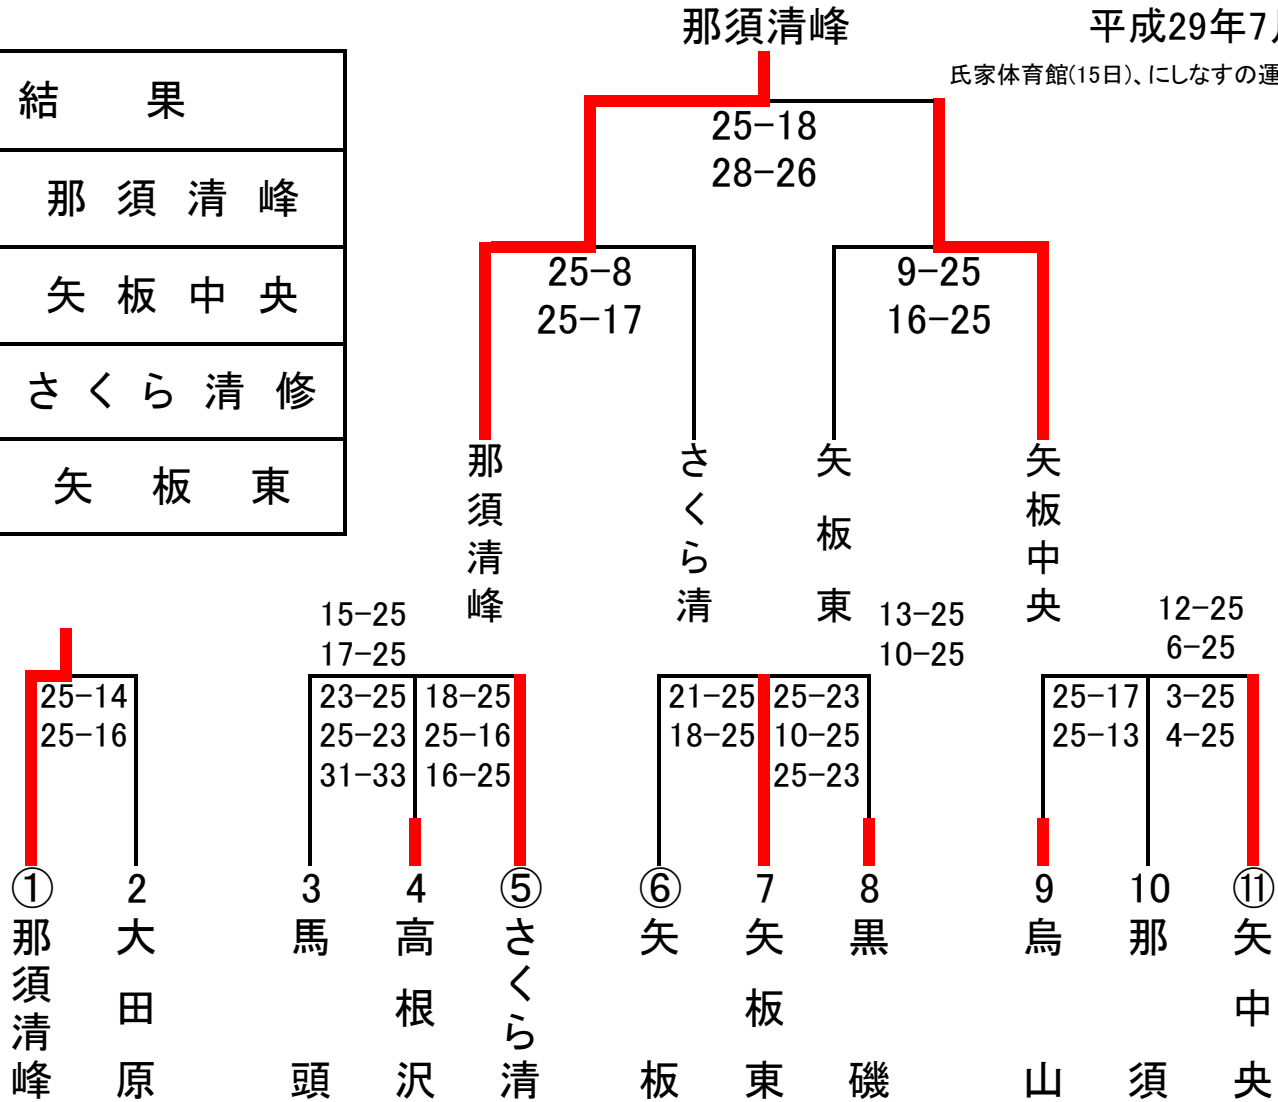 那須清峰
平成29年7月
氏家体育館(15日)、にしなすの運
結 果
那須清峰
矢板中央
さくら清修
矢板東
25-18
28-26
25-8
25-17
9-25
16-25
那須清峰
さくら清
矢板東
矢板中央
15-25
17-25
13-25
10-25
12-25
6-25
25-14
25-16
23-25
25-23
31-33
18-25
25-16
16-25
21-25
18-25
25-23
10-25
25-23
25-17
25-13
3-25
4-25
① 2 3 4 ⑤ ⑥ 7 8 9 10 ⑪
那須清峰
大田原
馬頭
高根沢
さくら清
矢板
矢板東
黒磯
烏山
那須
矢中央